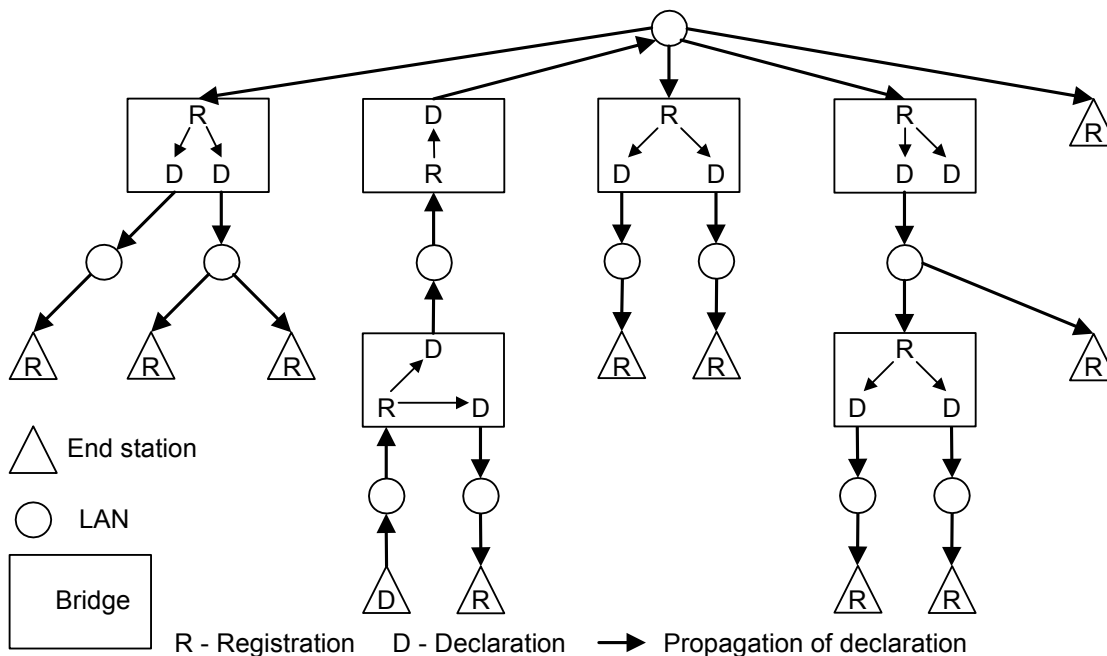 R D R R
R
D D R D D D D
R R R D R R R
R D D D
End station
LAN
D R R R
Bridge
R - Registration D - Declaration Propagation of declaration